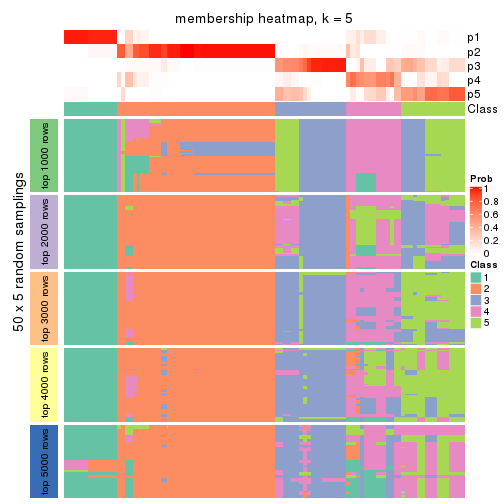 membership heatmap, k = 5
p1
p2
p3
p4
p5
Class
50 x 5 random samplings
top 1000 rows
top 2000 rows
top 3000 rows
top 4000 rows
top 5000 rows
Prob
1
0.8
0.6
0.4
0.2
0
Class
1
2
3
4
5